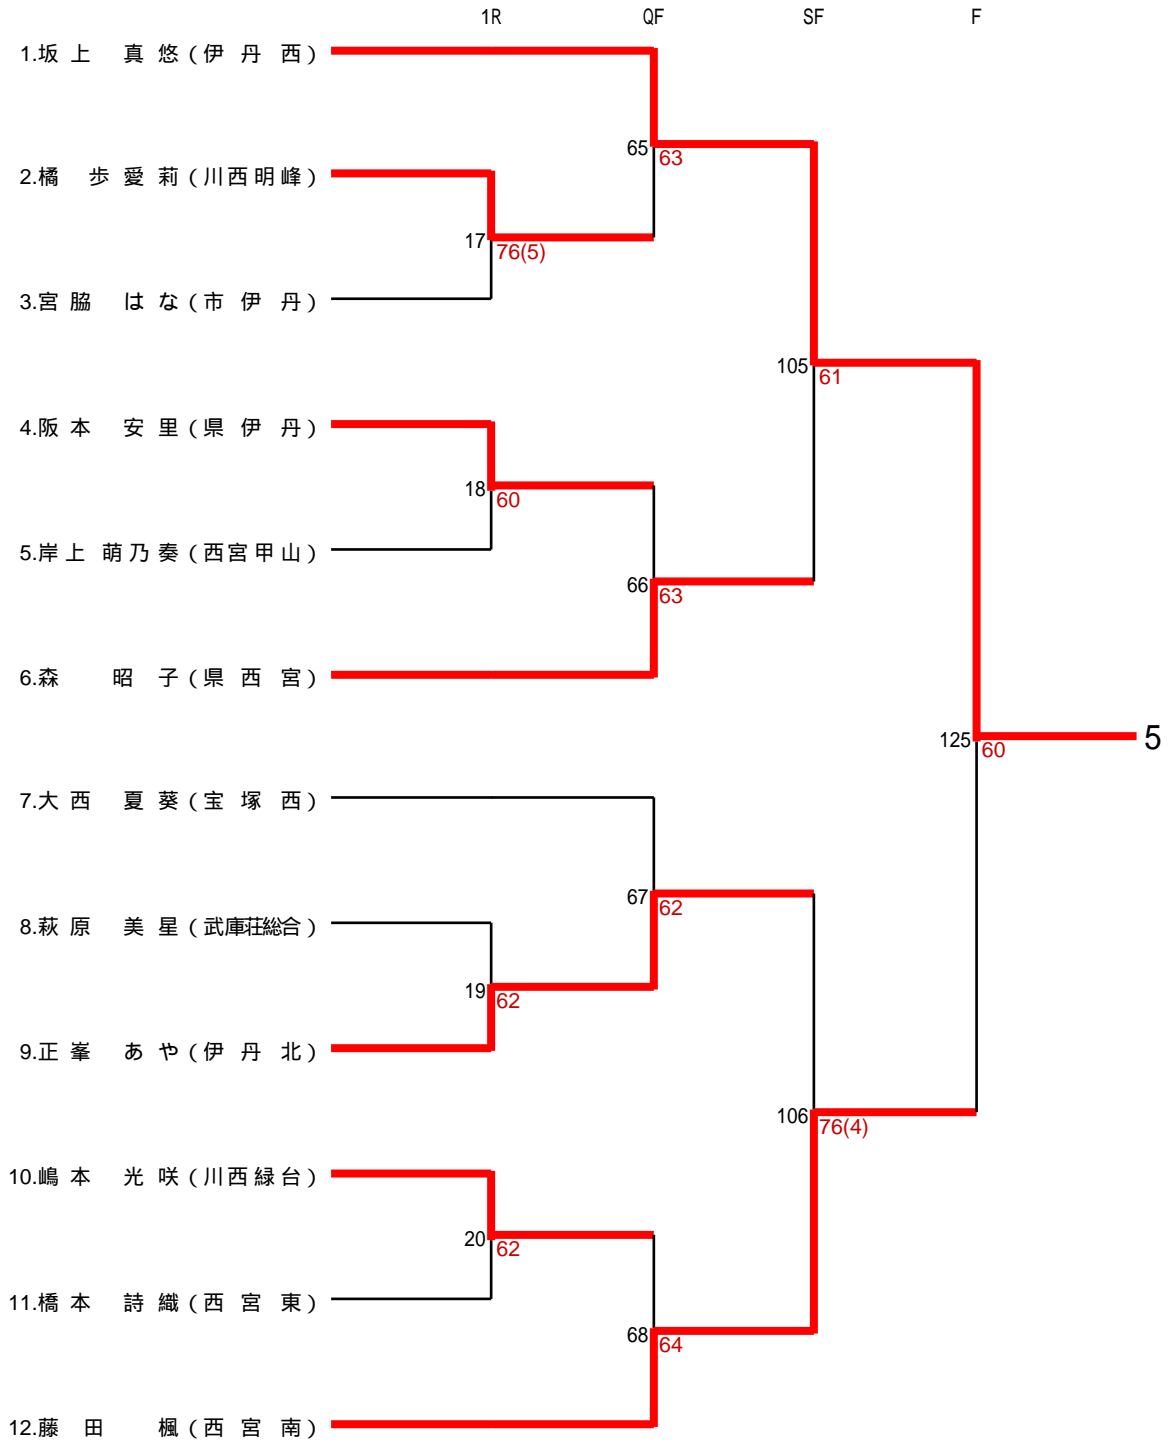 1R QF SF F
1.坂上 真悠(伊丹西)
65 63
2.橘 歩愛莉(川西明峰)
17 76(5)
3.宮脇 はな(市伊丹)
105 61
4.阪本 安里(県伊丹)
18 60
5.岸上 萌乃奏(西宮甲山)
66 63
6.森 昭子(県西宮)
125 60 5
7.大西 夏葵(宝塚西)
67 62
8.萩原 美星(武庫荘総合)
19 62
9.正峯 あや(伊丹北)
106 76(4)
10.嶋本 光咲(川西緑台)
20 62
11.橋本 詩織(西宮東)
68 64
12.藤田 楓(西宮南)